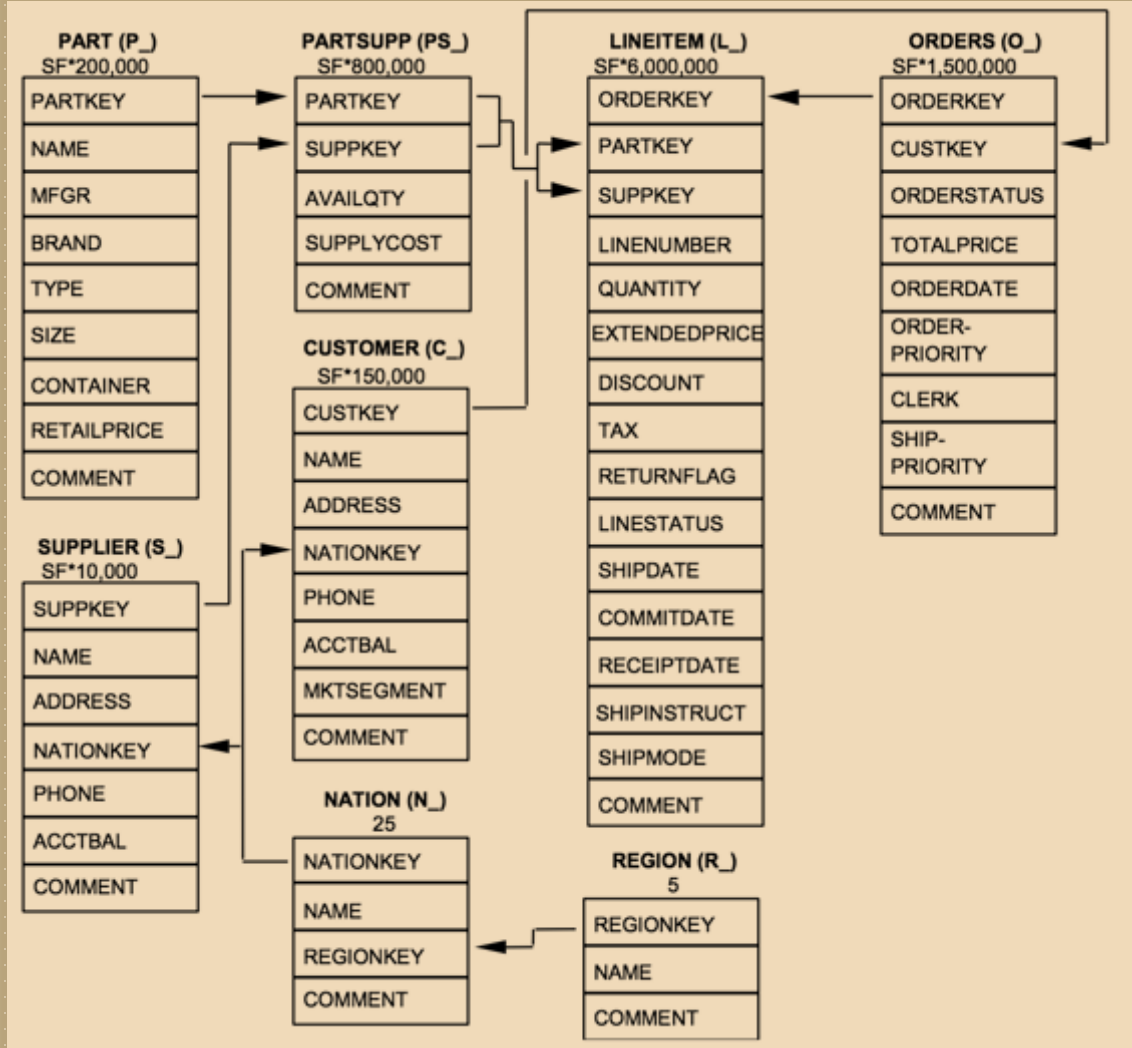 PART (P_)
SF*200,000
PARTKEY
NAME
MFGR
BRAND
TYPE
SIZE
CONTAINER
RETAILPRICE
COMMENT
SUPPLIER (S_)
SF*10,000
SUPPKEY
NAME
ADDRESS
NATIONKEY
PHONE
ACCTBAL
COMMENT
PARTSUPP (PS_)
SF*800,000
PARTKEY
SUPPKEY
AVAILQTY
SUPPLYCOST
COMMENT
CUSTOMER (C_)
SF*150,000
CUSTKEY
NAME
ADDRESS
NATIONKEY
PHONE
ACCTBAL
MKTSEGMENT
COMMENT
NATION (N_)
25
NATIONKEY
NAME
REGIONKEY
COMMENT
LINEITEM (L_)
SF*6,000,000
ORDERKEY
PARTKEY
SUPPKEY
LINENUMBER
QUANTITY
EXTENDEDPRICE
DISCOUNT
TAX
RETURNFLAG
LINESTATUS
SHIPDATE
COMMITDATE
RECEIPTDATE
SHIPINSTRUCT
SHIPMODE
COMMENT
REGION (R_)
5
REGIONKEY
NAME
COMMENT
ORDERS (O_)
SF*1,500,000
ORDERKEY
CUSTKEY
ORDERSTATUS
TOTALPRICE
ORDERDATE
ORDER-
PRIORITY
CLERK
SHIP-
PRIORITY
COMMENT